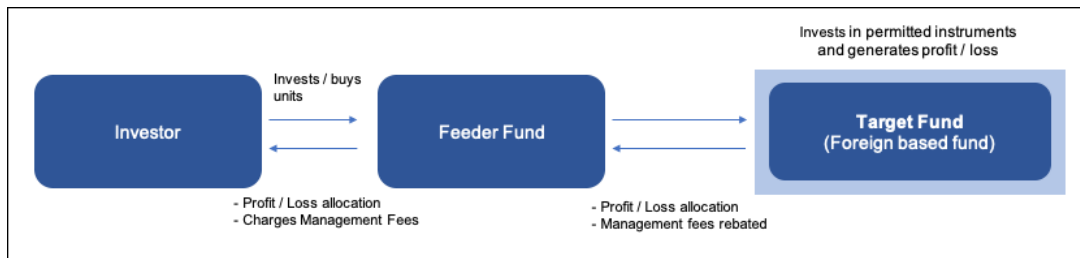 Invests in permitted instruments
and generates profit / loss
Invests / buys
units
Investor
Feeder Fund
Target Fund
(Foreign based fund)
- Profit / Loss allocation
- Charges Management Fees
- Profit / Loss allocation
- Management fees rebated